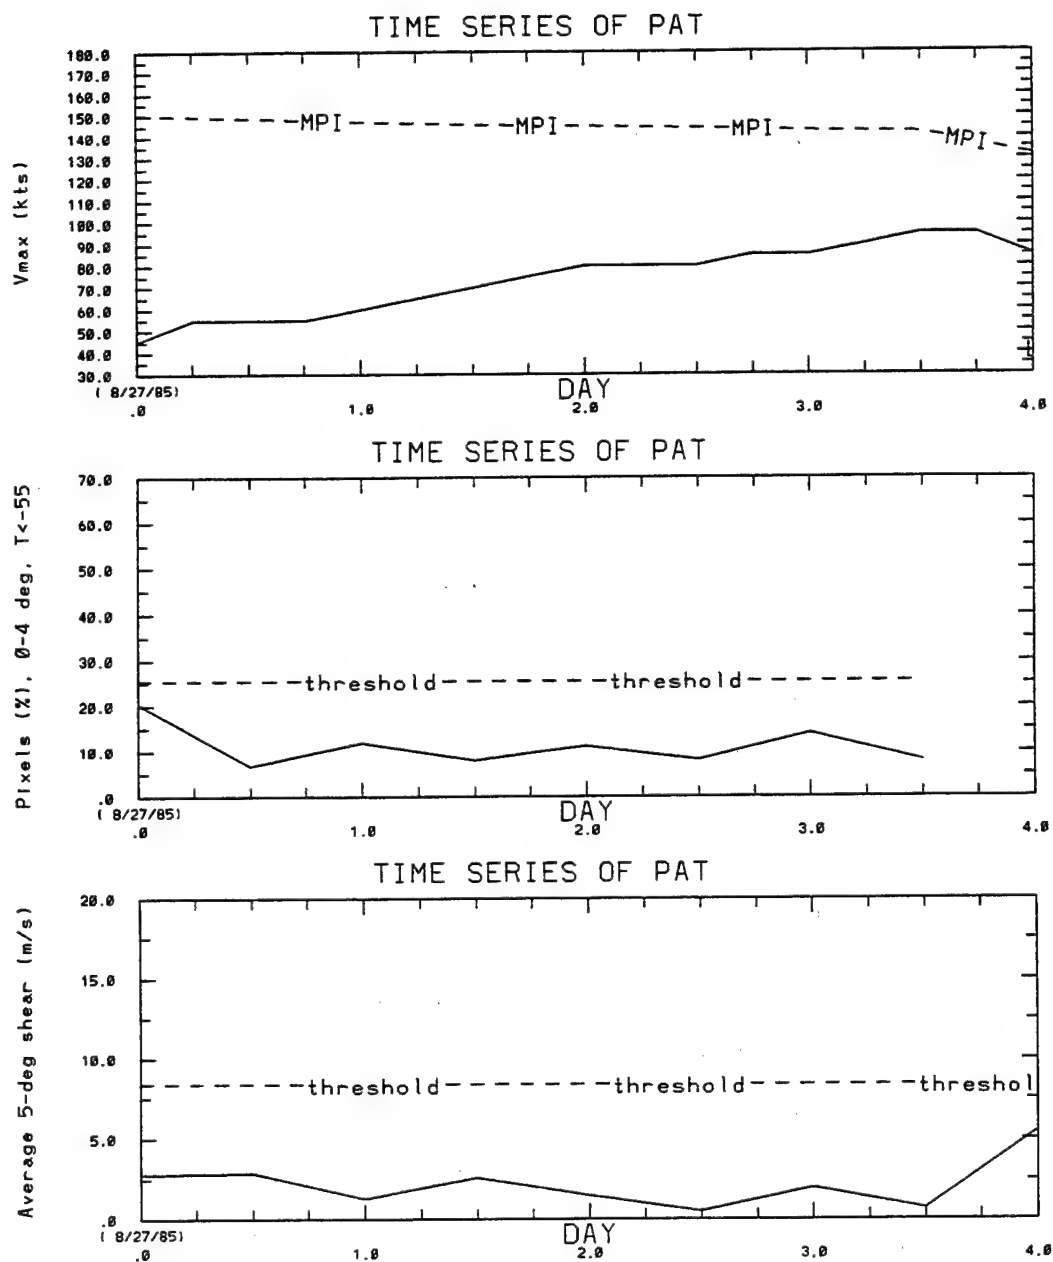 TIME SERIES OF PAT
Vmax (kts)
180.0
170.0
160.0
150.0
140.0
130.0
120.0
110.0
100.0
90.0
80.0
70.0
60.0
50.0
40.0
30.0
MPI MPI MPI MPI
( 8/27/85) DAY
.0 1.0 2.0 3.0 4.0
TIME SERIES OF PAT
Pixels (%), 0-4 deg, T<-55
70.0
60.0
50.0
40.0
30.0
20.0
10.0
.0
threshold threshold
( 8/27/85) DAY
.0 1.0 2.0 3.0 4.0
TIME SERIES OF PAT
Average 5-deg shear (m/s)
20.0
15.0
10.0
5.0
.0
threshold threshold threshol
( 8/27/85) DAY
.0 1.0 2.0 3.0 4.0